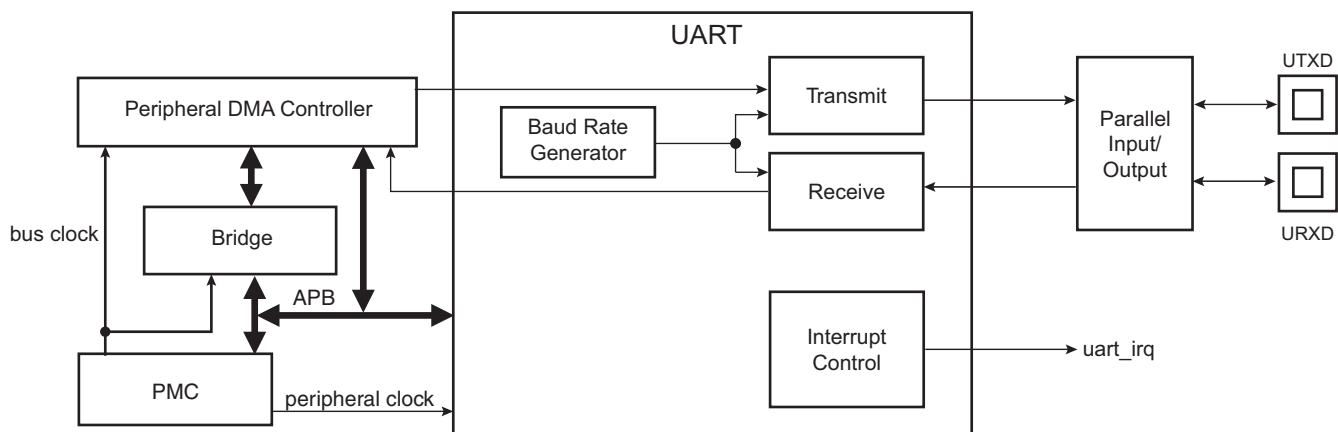 UART
UTXD
Peripheral DMA Controller
Transmit
Baud Rate
Generator
Parallel
Input/
Output
Receive
bus clock
Bridge
URXD
APB
Interrupt
Control
uart_irq
PMC
peripheral clock